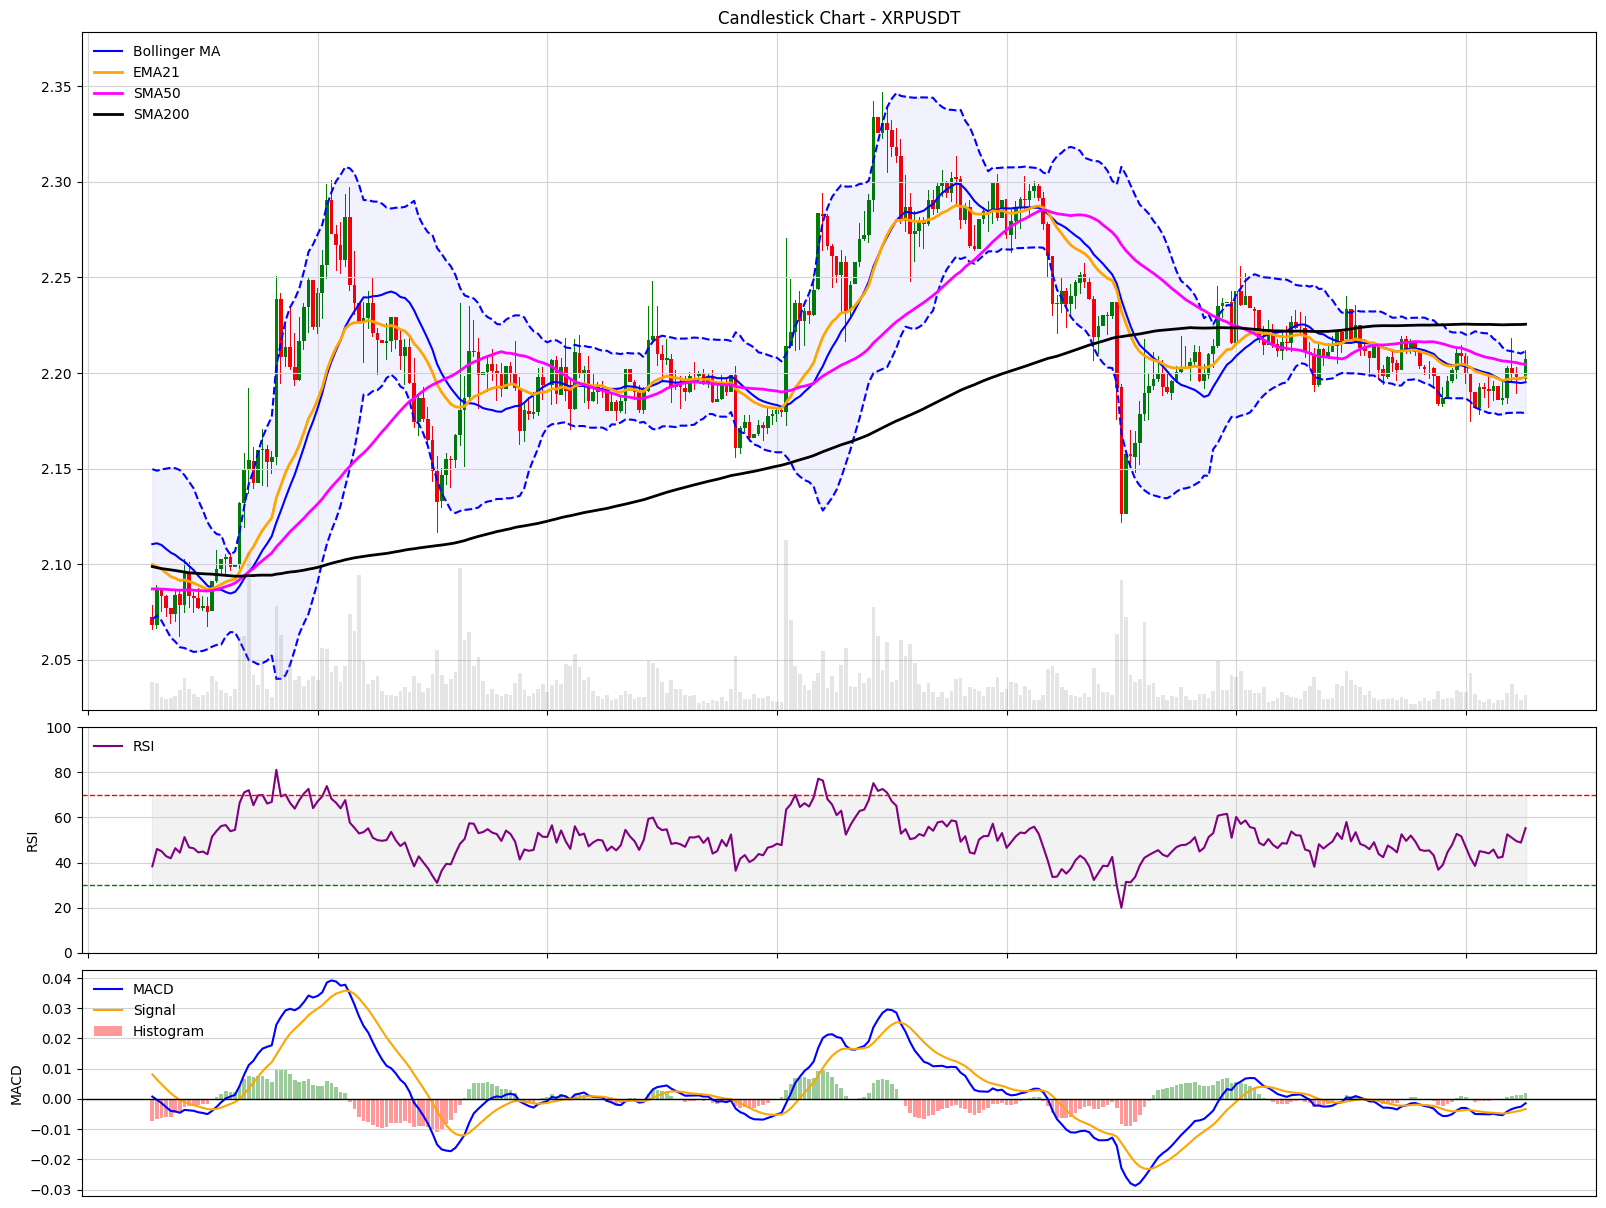 Candlestick Chart - XRPUSDT
Bollinger MA
EMA21
SMA50
SMA200
2.35
2.30
2.25
2.20
2.15
2.10
2.05
RSI
100
80
60
40
20
0
RSI
MACD
Signal
Histogram
0.04
0.03
0.02
0.01
0.00
−0.01
−0.02
−0.03
MACD